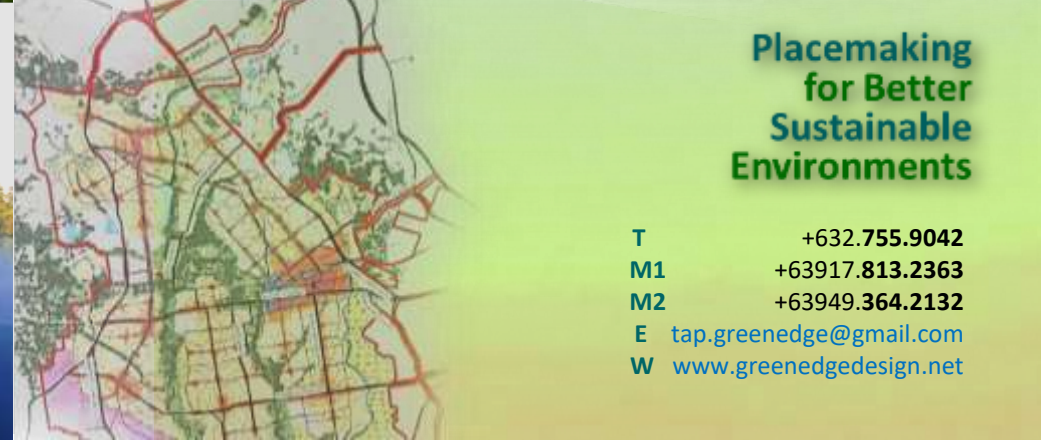 Placemaking
for Better
Sustainable
Environments
T +632.755.9042
M1 +63917.813.2363
M2 +63949.364.2132
E tap.greenedge@gmail.com
W www.greenedgedesign.net